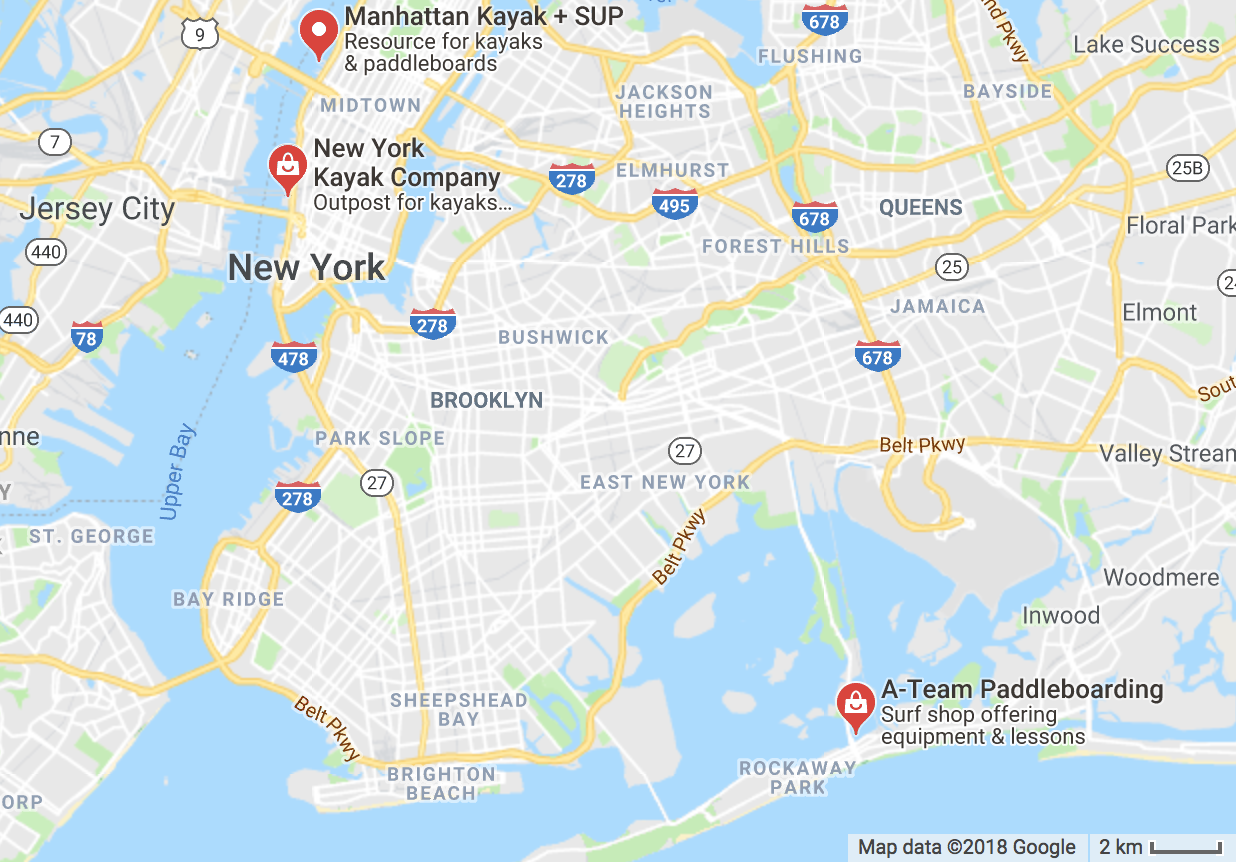 Manhattan Kayak + SUP
Resource for kayaks
& paddleboards
9
678
nd Pkwy
Lake Success
FLUSHING
MIDTOWN
JACKSON
HEIGHTS
BAYSIDE
7
New York
Kayak Company
Outpost for kayaks...
278
ELMHURST
495
25B
Jersey City
678
QUEENS
Floral Park
440
FOREST HILLS
New York
25
24
440
78
278
BUSHWICK
JAMAICA
Elmont
478
678
BROOKLYN
Sout
nne
PARK SLOPE
27
Belt Pkwy
Valley Stream
Upper Bay
Y
278
27
EAST NEW YORK
ST. GEORGE
Belt Pkwy
BAY RIDGE
Woodmere
Inwood
A-Team Paddleboarding
Surf shop offering
equipment & lessons
SHEEPSHEAD
BAY
Belt Pkwy
BRIGHTON
BEACH
ROCKAWAY
PARK
ORP
Map data ©2018 Google
2 km